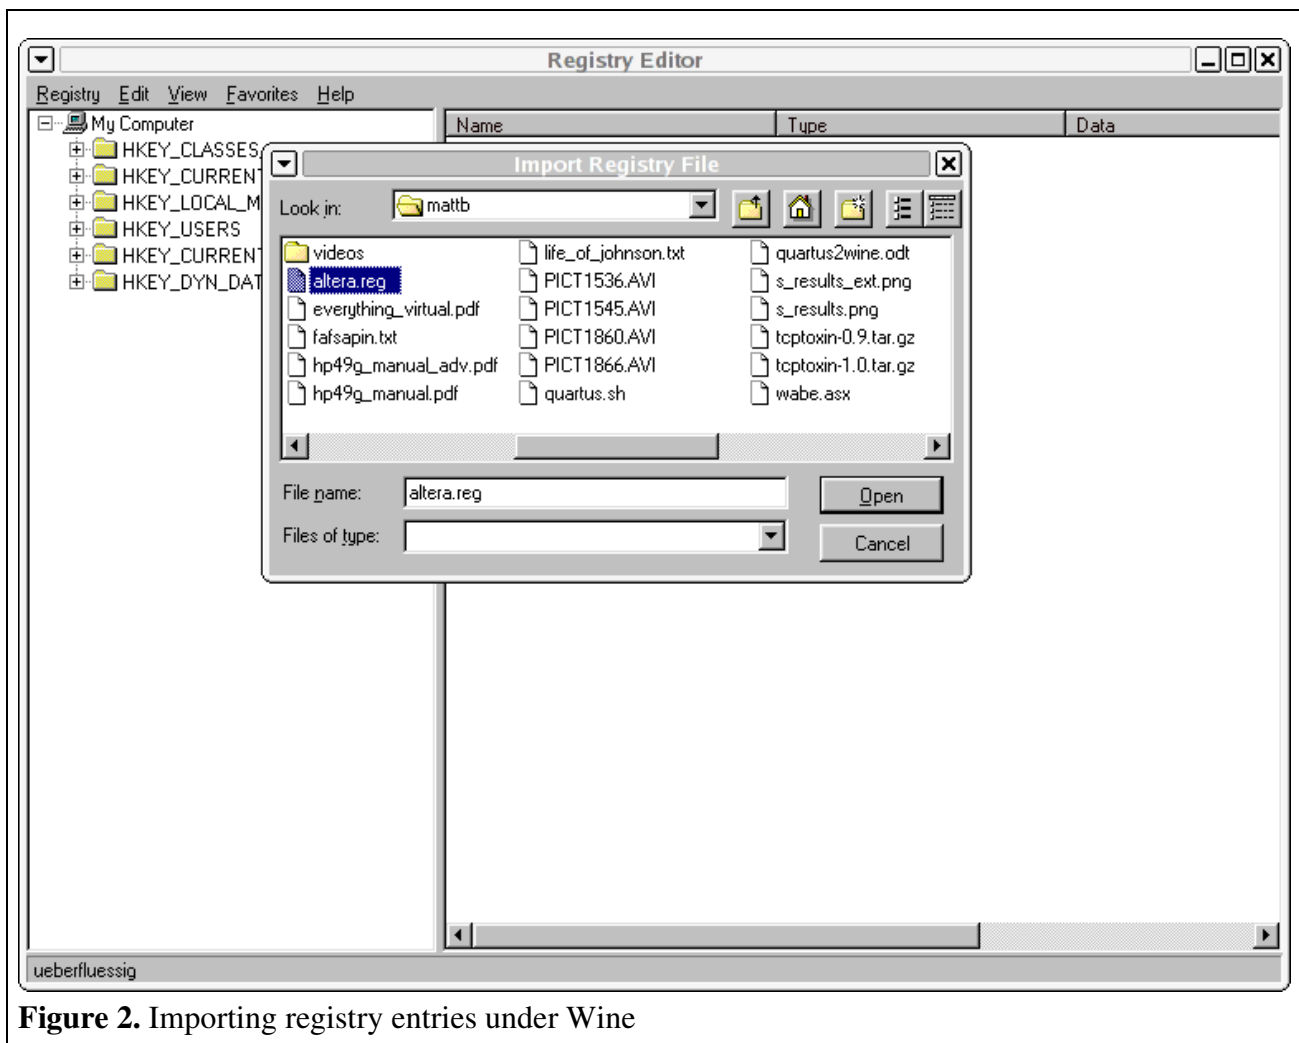 Registry Editor
Registry Edit View Favorites Help
My Computer
Name Type Data
HKEY_CLASSES
HKEY_CURRENT
HKEY_LOCAL_M
HKEY_USERS
HKEY_CURRENT
HKEY_DYN_DAT
Import Registry File
Look in: mattb
videos
altera.reg
everything_virtual.pdf
fafsapin.txt
hp49g_manual_adv.pdf
hp49g_manual.pdf
life_of_johnson.txt
PICT1536.AVI
PICT1545.AVI
PICT1860.AVI
PICT1866.AVI
quartus.sh
quartus2wine.odt
s_results_ext.png
s_results.png
tcptoxin-0.9.tar.gz
tcptoxin-1.0.tar.gz
wabe.asx
File name: altera.reg Open
Files of type: Cancel
ueberfluessig
Figure 2. Importing registry entries under Wine